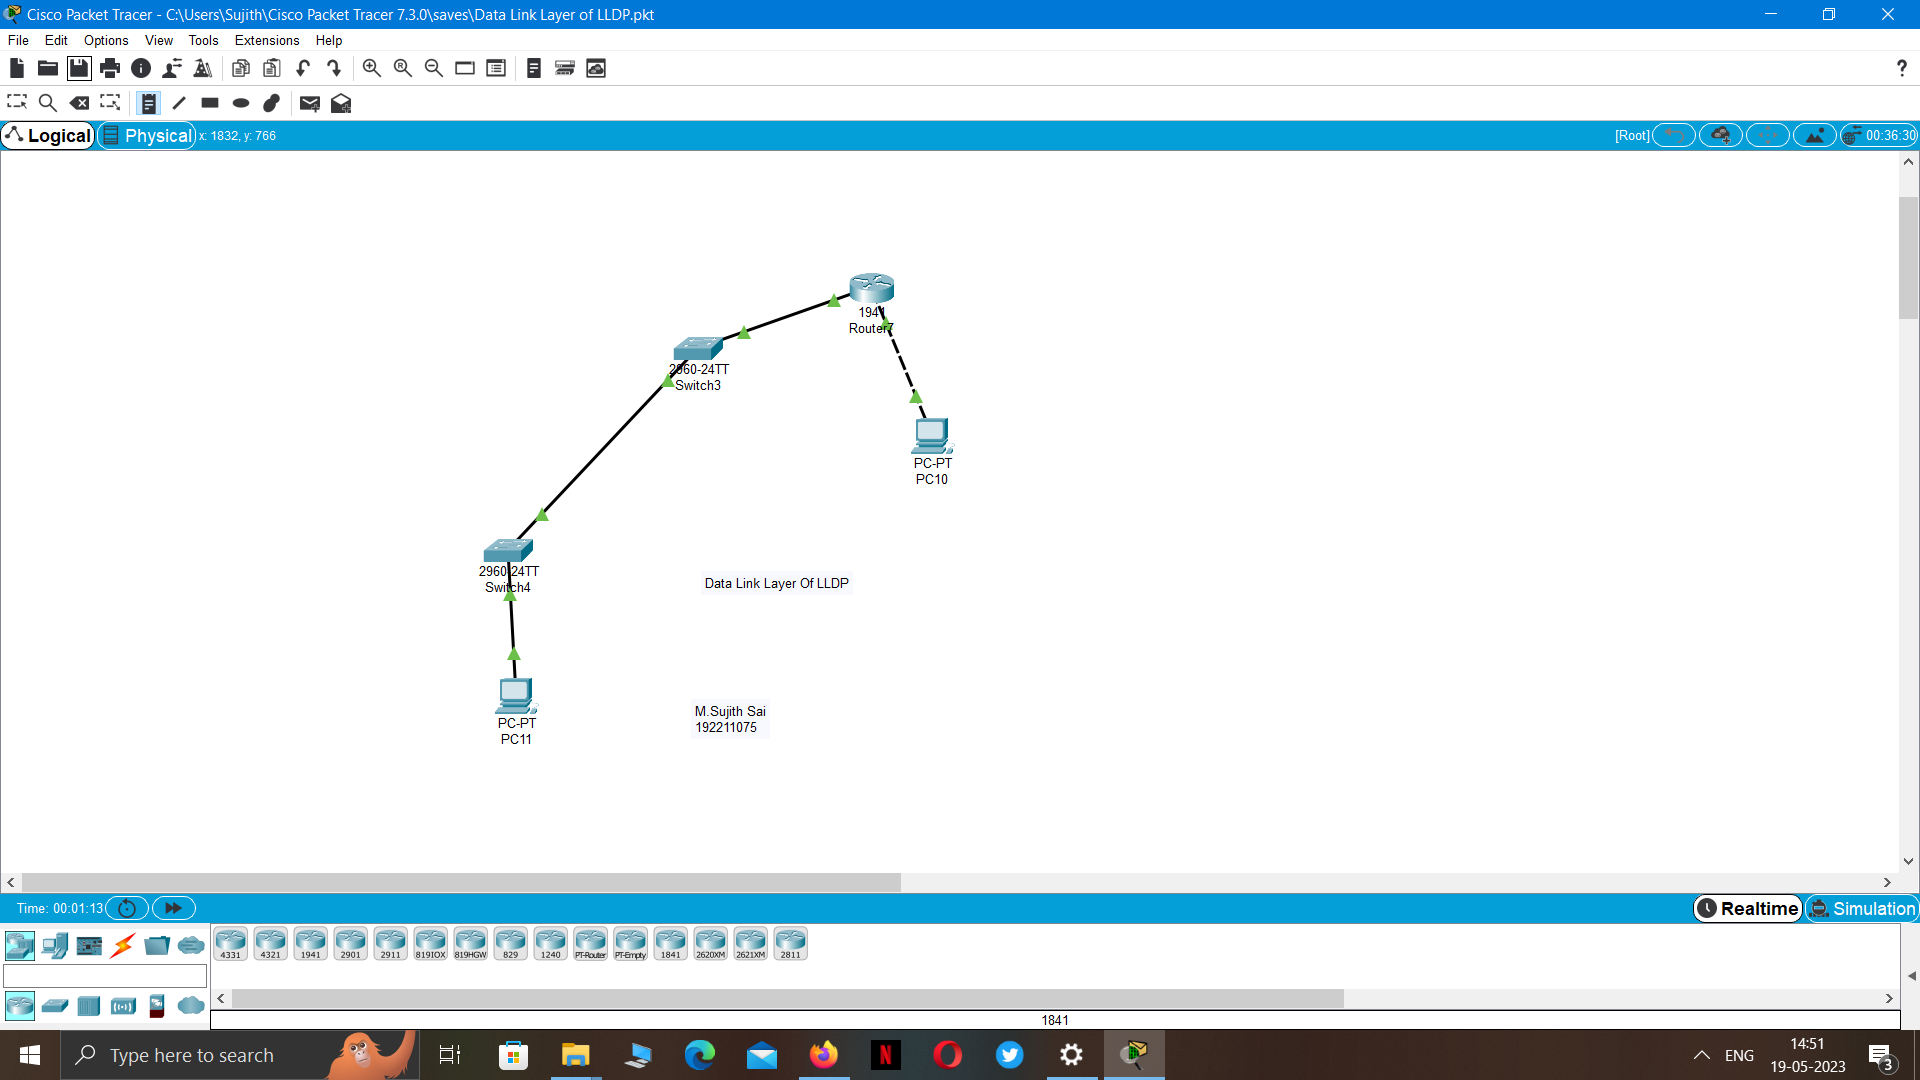 Cisco Packet Tracer - C:\Users\Sujith\Cisco Packet Tracer 7.3.0\saves\Data Link Layer of LLDP.pkt
File Edit Options View Tools Extensions Help
Logical Physical x: 1832, y: 766 [Root] 00:36:30
1941
Router7
2960-24TT
Switch3
PC-PT
PC10
2960-24TT
Switch4
Data Link Layer Of LLDP
PC-PT
PC11
M.Sujith Sai
192211075
Time: 00:01:13 Realtime Simulation
4331 4321 1941 2901 2911 819IOX 819HGW 829 1240 PT-Router PT-Empty 1841 2620XM 2621XM 2811
1841
Type here to search
ENG
14:51
19-05-2023
3